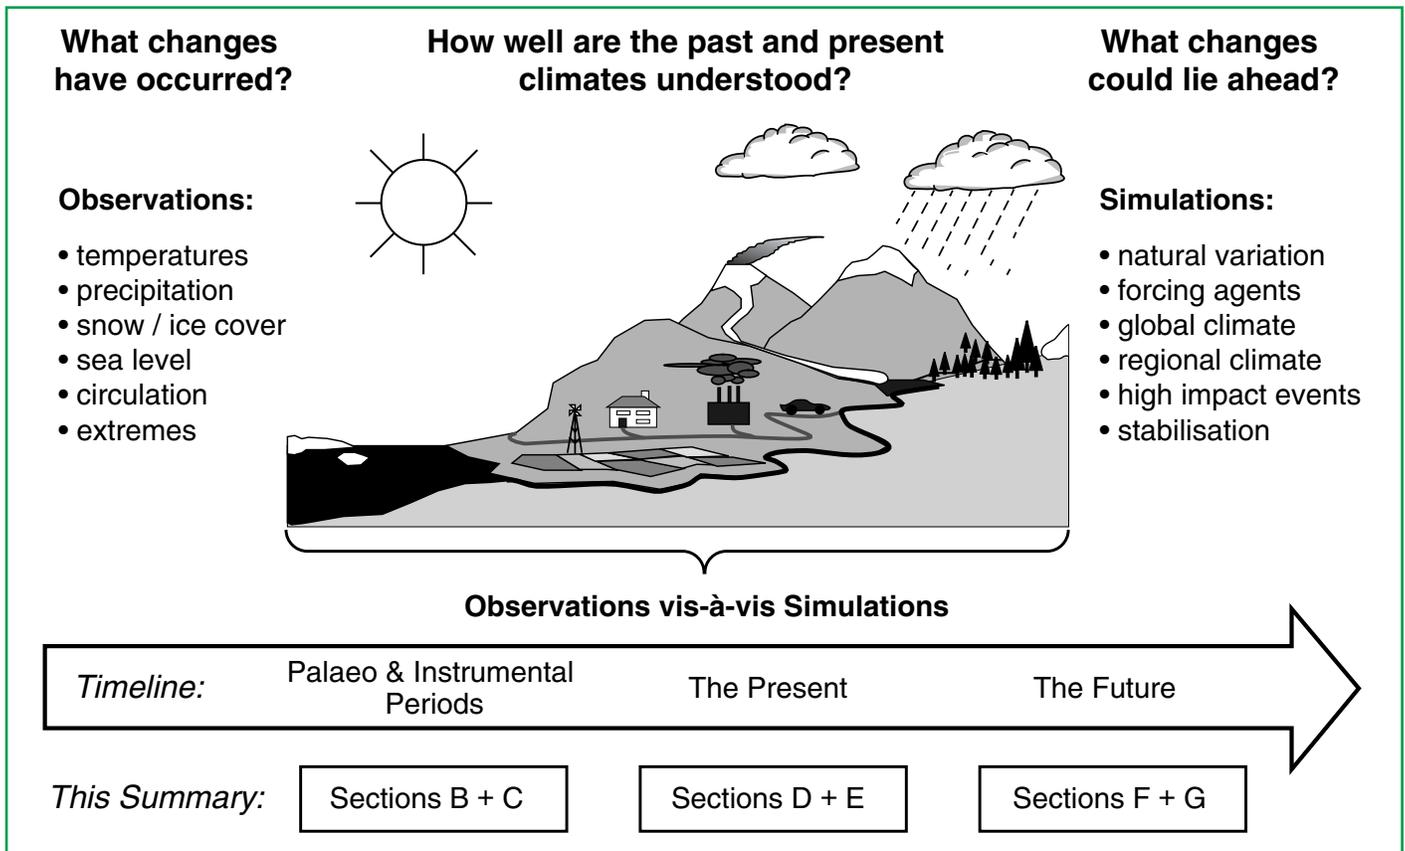 What changes
have occurred?
How well are the past and present
climates understood?
What changes
could lie ahead?
Observations:
• temperatures
• precipitation
• snow / ice cover
• sea level
• circulation
• extremes
Simulations:
• natural variation
• forcing agents
• global climate
• regional climate
• high impact events
• stabilisation
Observations vis-à-vis Simulations
Timeline:
Palaeo & Instrumental
Periods
The Present
The Future
This Summary:
Sections B + C
Sections D + E
Sections F + G